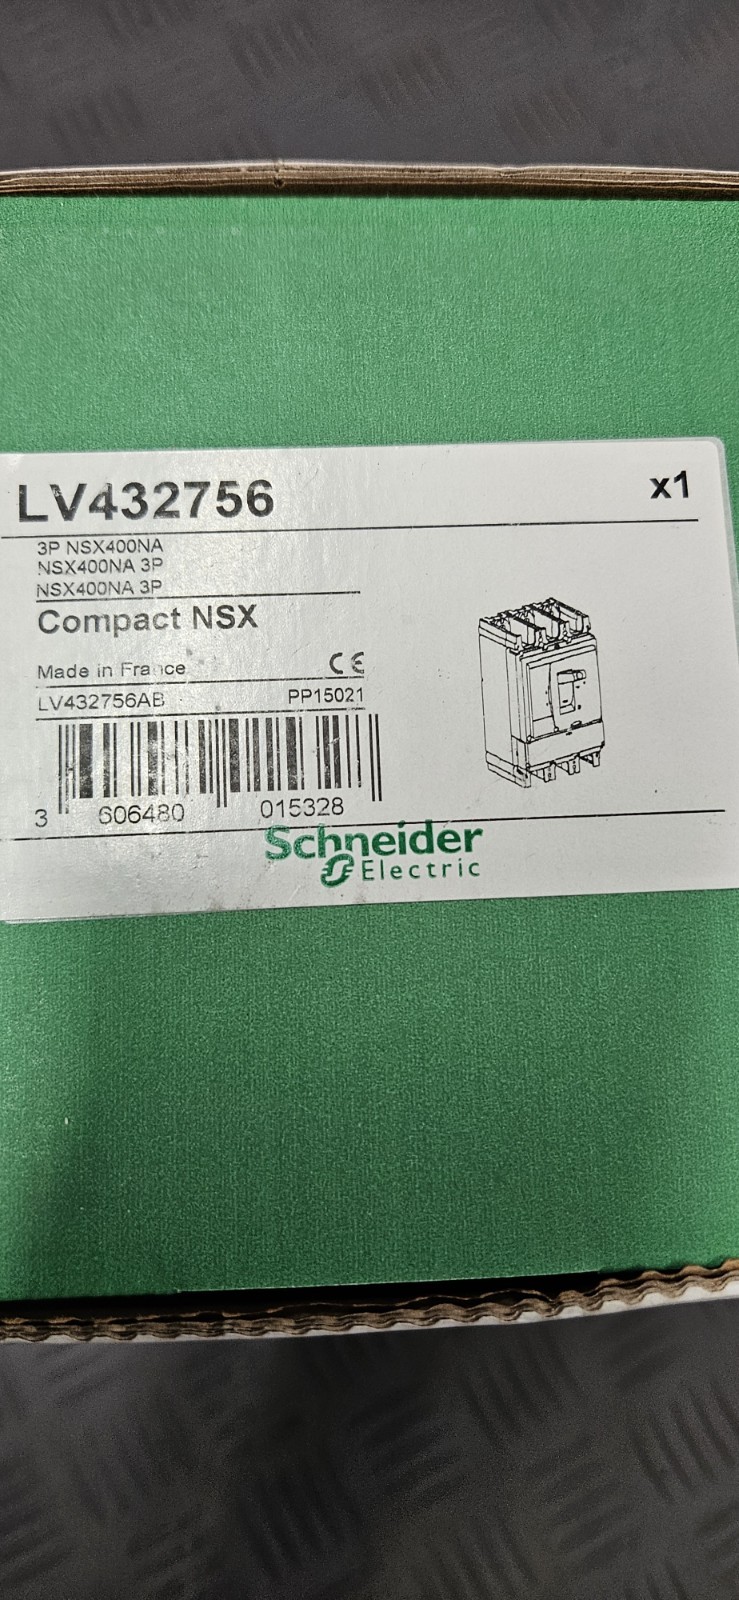 LV432756
x1
3P NSX400NA
NSX400NA 3P
NSX400NA 3P
Compact NSX
Made in France
CE
LV432756AB
PP15021
3 606480 015328
Schneider
Electric